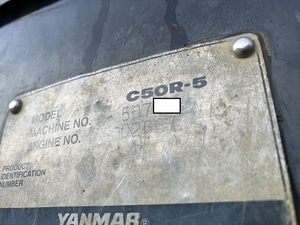 MODEL C50R-5
MACHINE NO.
ENGINE NO.
PRODUCT
IDENTIFICATION
NUMBER
YANMAR®